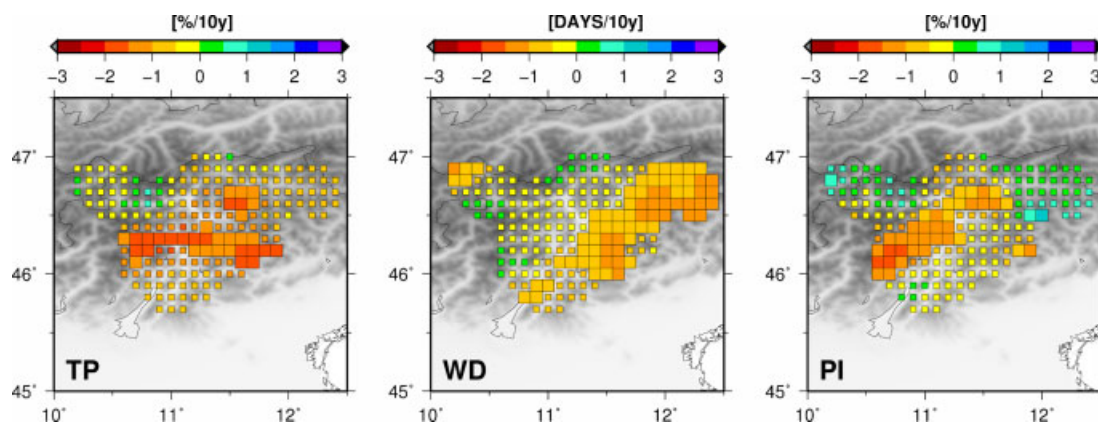 [%/10y] [DAYS/10y] [%/10y]
−3 −2 −1 0 1 2 3 −3 −2 −1 0 1 2 3 −3 −2 −1 0 1 2 3
47˚ 47˚ 47˚
46˚ 46˚ 46˚
TP WD PI
45˚ 45˚ 45˚
10˚ 11˚ 12˚ 10˚ 11˚ 12˚ 10˚ 11˚ 12˚